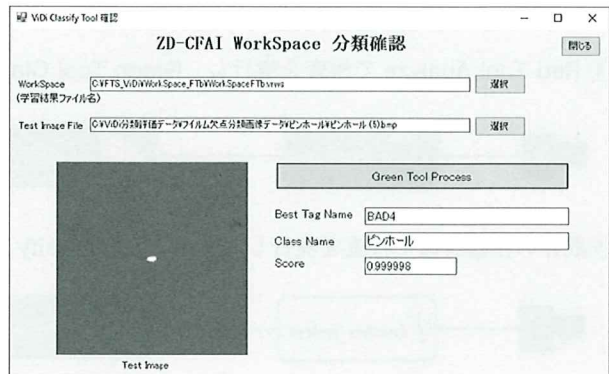 ViDi Classify Tool 確認
ZD-CFAI WorkSpace 分類確認
閉じる
WorkSpace
(学習結果ファイル名)
C:¥FTS_ViDi¥WorkSpace_FTb¥WorkSpaceFTb.vrws
選択
Test Image File
C:¥ViDi分類評価データ¥フイルム欠点分類画像データ¥ピンホール¥ピンホール (5).bmp
選択
Green Tool Process
Best Tag Name
BAD4
Class Name
ピンホール
Score
0.999998
Test Image